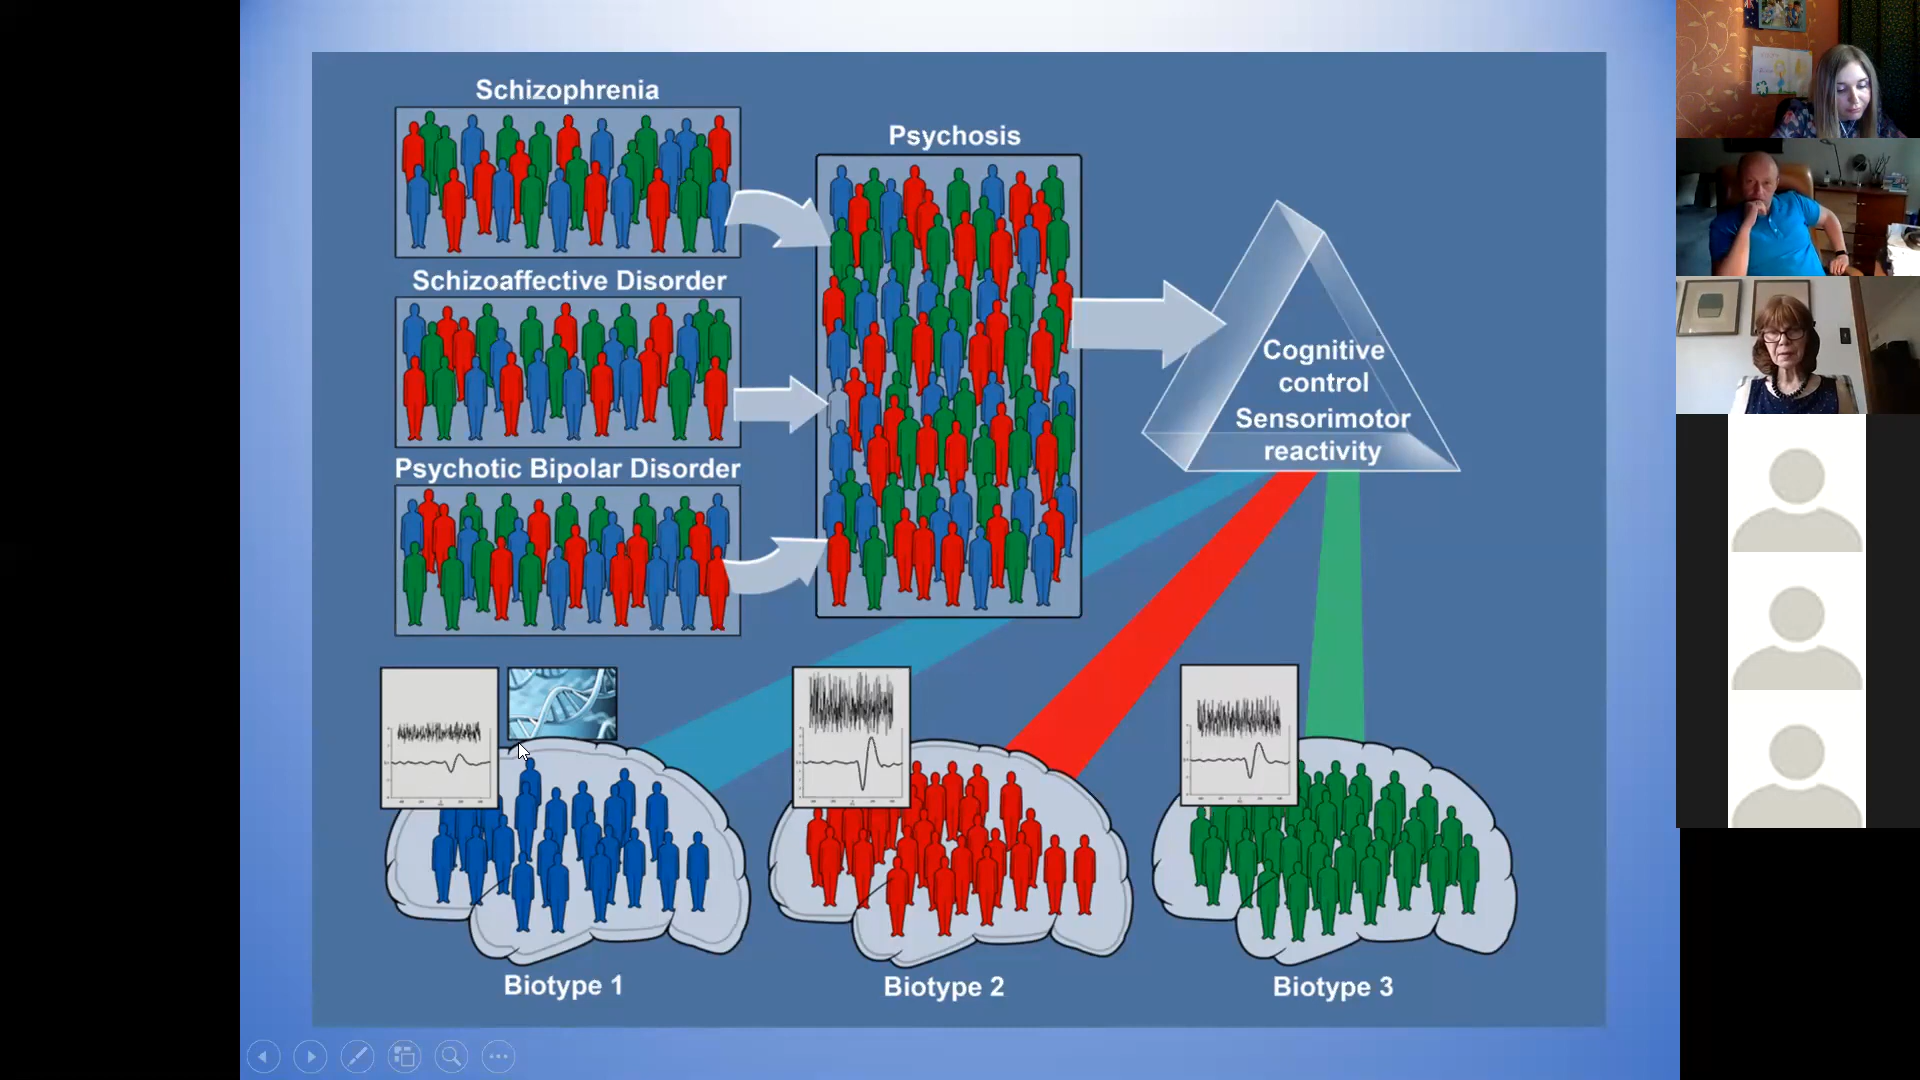 Schizophrenia
Psychosis
Schizoaffective Disorder
Psychotic Bipolar Disorder
Cognitive
control
Sensorimotor
reactivity
Biotype 1
Biotype 2
Biotype 3